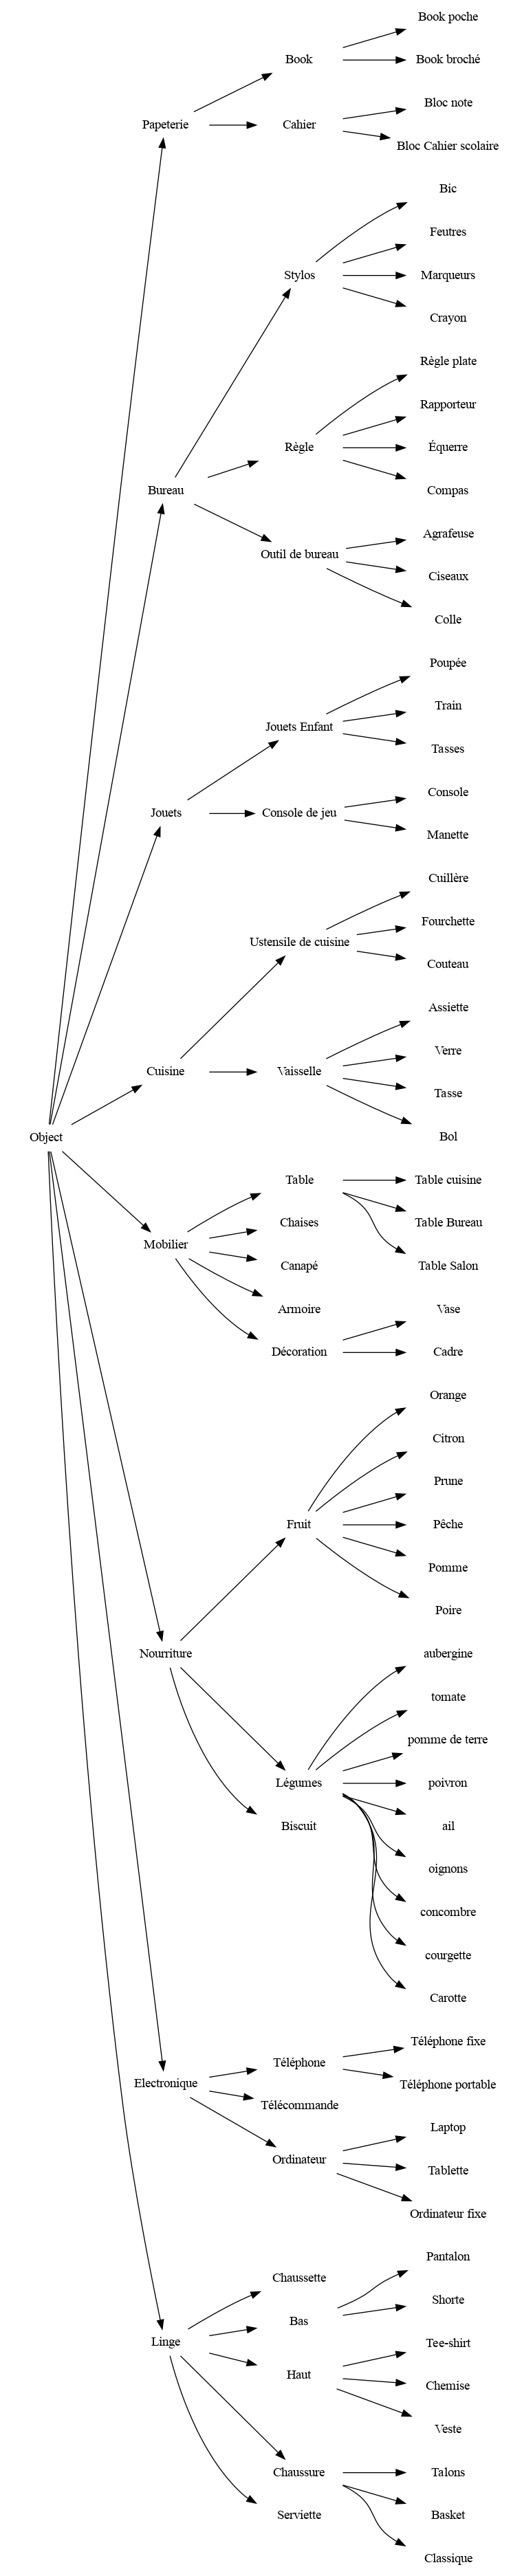 Object
Papeterie
Book
Book poche
Book broché
Cahier
Bloc note
Bloc Cahier scolaire
Bureau
Stylos
Bic
Feutres
Marqueurs
Crayon
Règle
Règle plate
Rapporteur
Équerre
Compas
Outil de bureau
Agrafeuse
Ciseaux
Colle
Jouets
Jouets Enfant
Poupée
Train
Tasses
Console de jeu
Console
Manette
Cuisine
Ustensile de cuisine
Cuillère
Fourchette
Couteau
Vaisselle
Assiette
Verre
Tasse
Bol
Mobilier
Table
Table cuisine
Table Bureau
Table Salon
Chaises
Canapé
Armoire
Décoration
Vase
Cadre
Nourriture
Fruit
Orange
Citron
Prune
Pêche
Pomme
Poire
Légumes
aubergine
tomate
pomme de terre
poivron
ail
oignons
concombre
courgette
Carotte
Biscuit
Electronique
Téléphone
Téléphone fixe
Téléphone portable
Télécommande
Ordinateur
Laptop
Tablette
Ordinateur fixe
Linge
Chaussette
Bas
Pantalon
Shorte
Haut
Tee-shirt
Chemise
Veste
Chaussure
Talons
Basket
Classique
Serviette